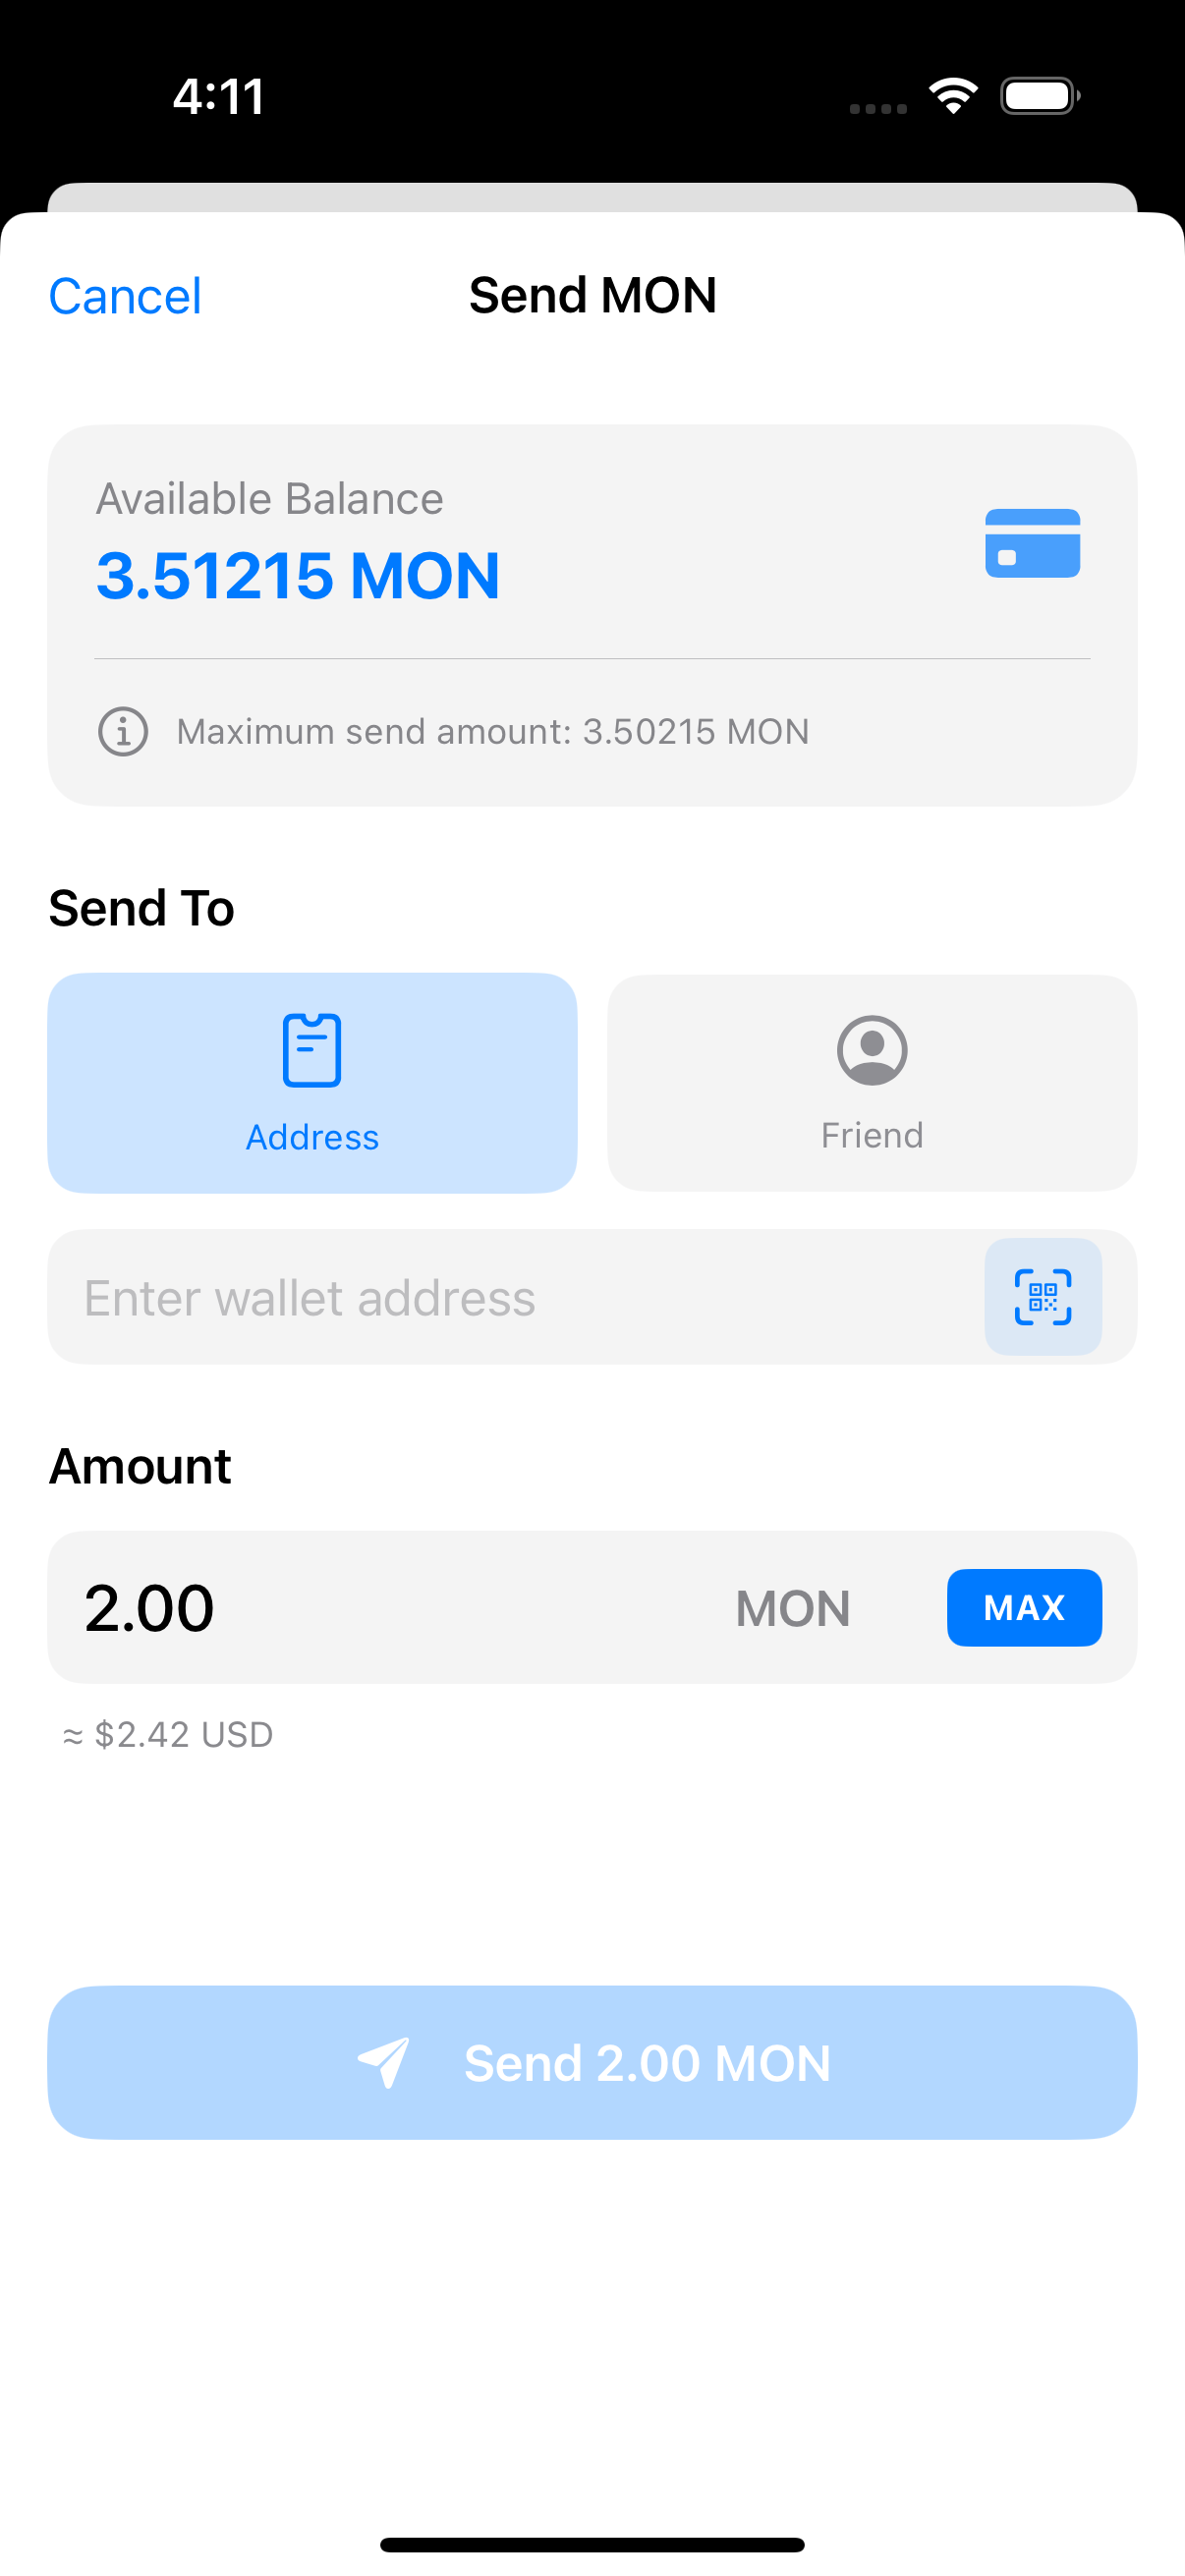 4:11
Cancel
Send MON
Available Balance
3.51215 MON
Maximum send amount: 3.50215 MON
Send To
Address
Friend
Enter wallet address
Amount
2.00 MON MAX
≈ $2.42 USD
Send 2.00 MON